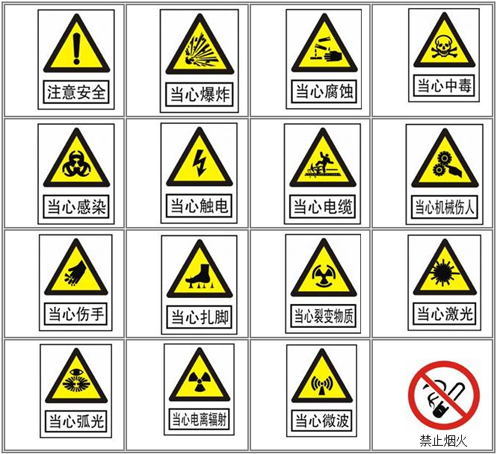 注意安全
当心爆炸
当心腐蚀
当心中毒
当心感染
当心触电
当心电缆
当心机械伤人
当心伤手
当心扎脚
当心裂变物质
当心激光
当心弧光
当心电离辐射
当心微波
禁止烟火